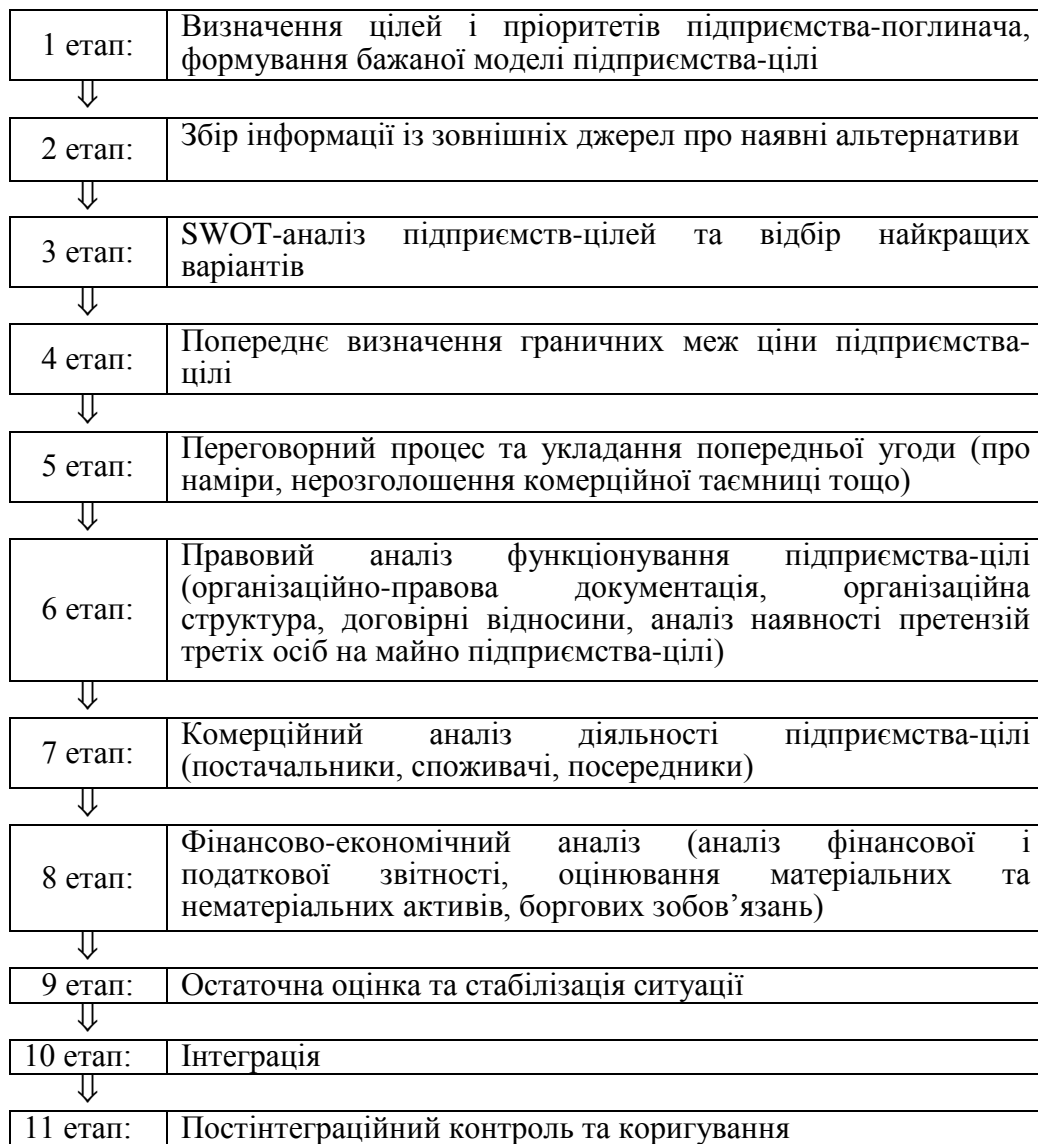 1 етап:
Визначення цілей і пріоритетів підприємства-поглинача,
формування бажаної моделі підприємства-цілі
⇓
2 етап:
Збір інформації із зовнішніх джерел про наявні альтернативи
⇓
3 етап:
SWOT-аналіз підприємств-цілей та відбір найкращих
варіантів
⇓
4 етап:
Попереднє визначення граничних меж ціни підприємства-
цілі
⇓
5 етап:
Переговорний процес та укладання попередньої угоди (про
наміри, нерозголошення комерційної таємниці тощо)
⇓
6 етап:
Правовий аналіз функціонування підприємства-цілі
(організаційно-правова документація, організаційна
структура, договірні відносини, аналіз наявності претензій
третіх осіб на майно підприємства-цілі)
⇓
7 етап:
Комерційний аналіз діяльності підприємства-цілі
(постачальники, споживачі, посередники)
⇓
8 етап:
Фінансово-економічний аналіз (аналіз фінансової і
податкової звітності, оцінювання матеріальних та
нематеріальних активів, боргових зобов’язань)
⇓
9 етап:
Остаточна оцінка та стабілізація ситуації
⇓
10 етап:
Інтеграція
⇓
11 етап:
Постінтеграційний контроль та коригування